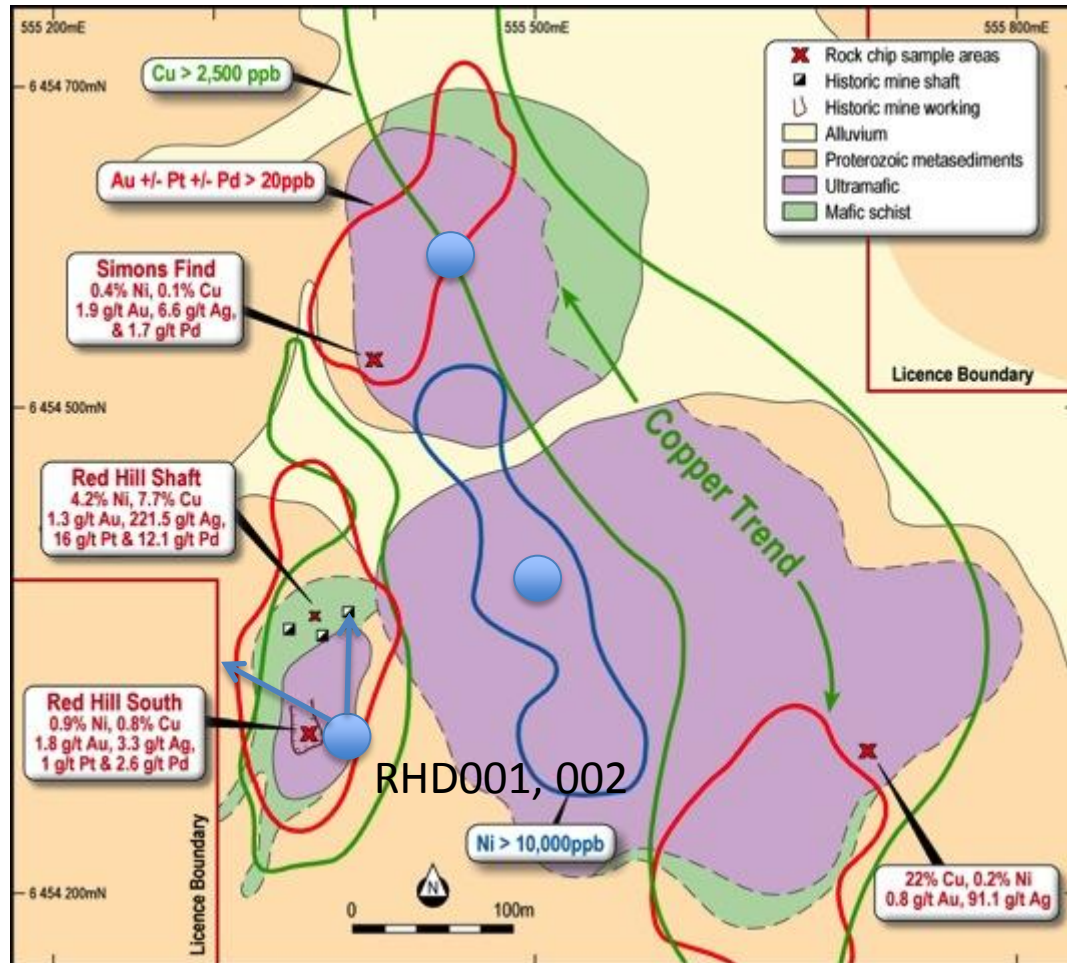 555 200mE
555 500mE
555 800mE
6 454 700mN
Cu > 2,500 ppb
Rock chip sample areas
Historic mine shaft
Historic mine working
Alluvium
Proterozoic metasediments
Ultramafic
Mafic schist
Au +/- Pt +/- Pd > 20ppb
Simons Find
0.4% Ni, 0.1% Cu
1.9 g/t Au, 6.6 g/t Ag,
& 1.7 g/t Pd
Licence Boundary
6 454 500mN
Copper Trend
Red Hill Shaft
4.2% Ni, 7.7% Cu
1.3 g/t Au, 221.5 g/t Ag,
16 g/t Pt & 12.1 g/t Pd
Red Hill South
0.9% Ni, 0.8% Cu
1.8 g/t Au, 3.3 g/t Ag,
1 g/t Pt & 2.6 g/t Pd
RHD001, 002
Ni > 10,000ppb
Licence Boundary
22% Cu, 0.2% Ni
0.8 g/t Au, 91.1 g/t Ag
6 454 200mN
N
0
100m